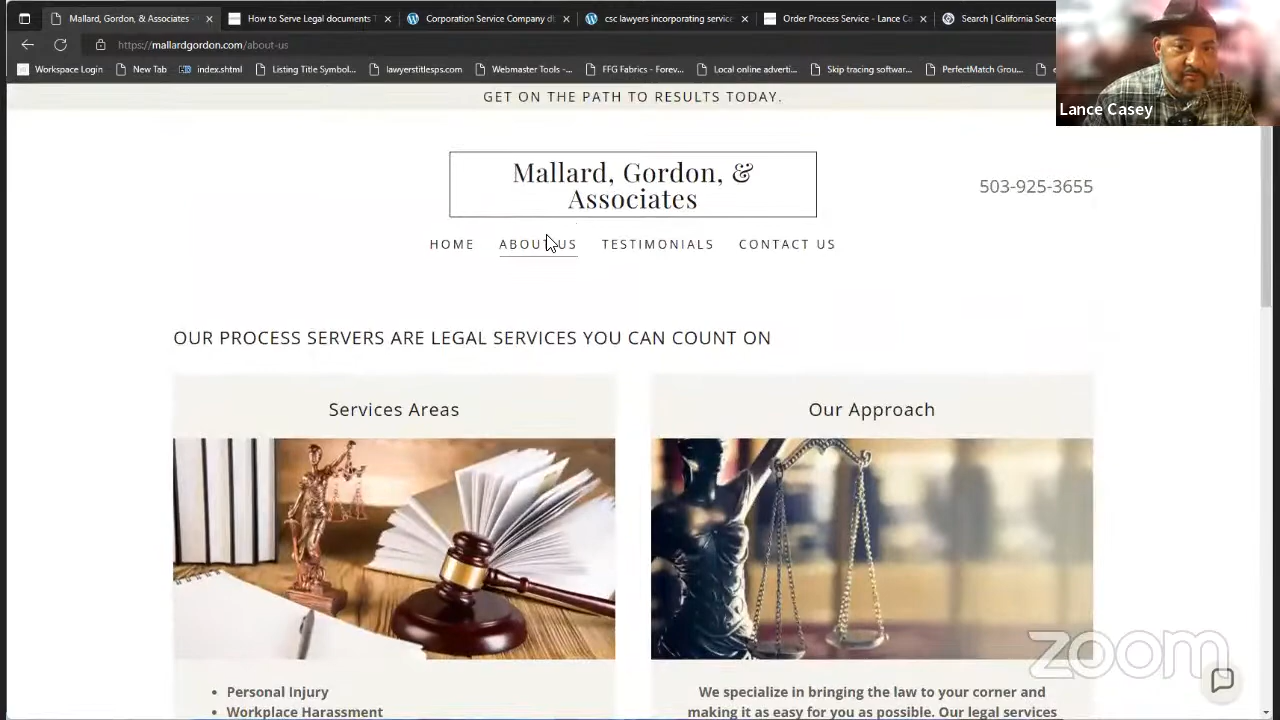 Mallard, Gordon, & Associates -
How to Serve Legal documents T
Corporation Service Company d
csc lawyers incorporating service
Order Process Service - Lance Ca
Search | California Secre
https://mallardgordon.com/about-us
Workspace Login
New Tab
index.shtml
Listing Title Symbol...
lawyerstitlesps.com
Webmaster Tools -...
FFG Fabrics - Forev...
Local online adverti...
Skip tracing softwar...
PerfectMatch Grou...
Lance Casey
GET ON THE PATH TO RESULTS TODAY.
Mallard, Gordon, &
Associates
503-925-3655
HOME ABOUT US TESTIMONIALS CONTACT US
OUR PROCESS SERVERS ARE LEGAL SERVICES YOU CAN COUNT ON
Services Areas
Our Approach
Personal Injury
Workplace Harassment
We specialize in bringing the law to your corner and
making it as easy for you as possible. Our legal services
zoom